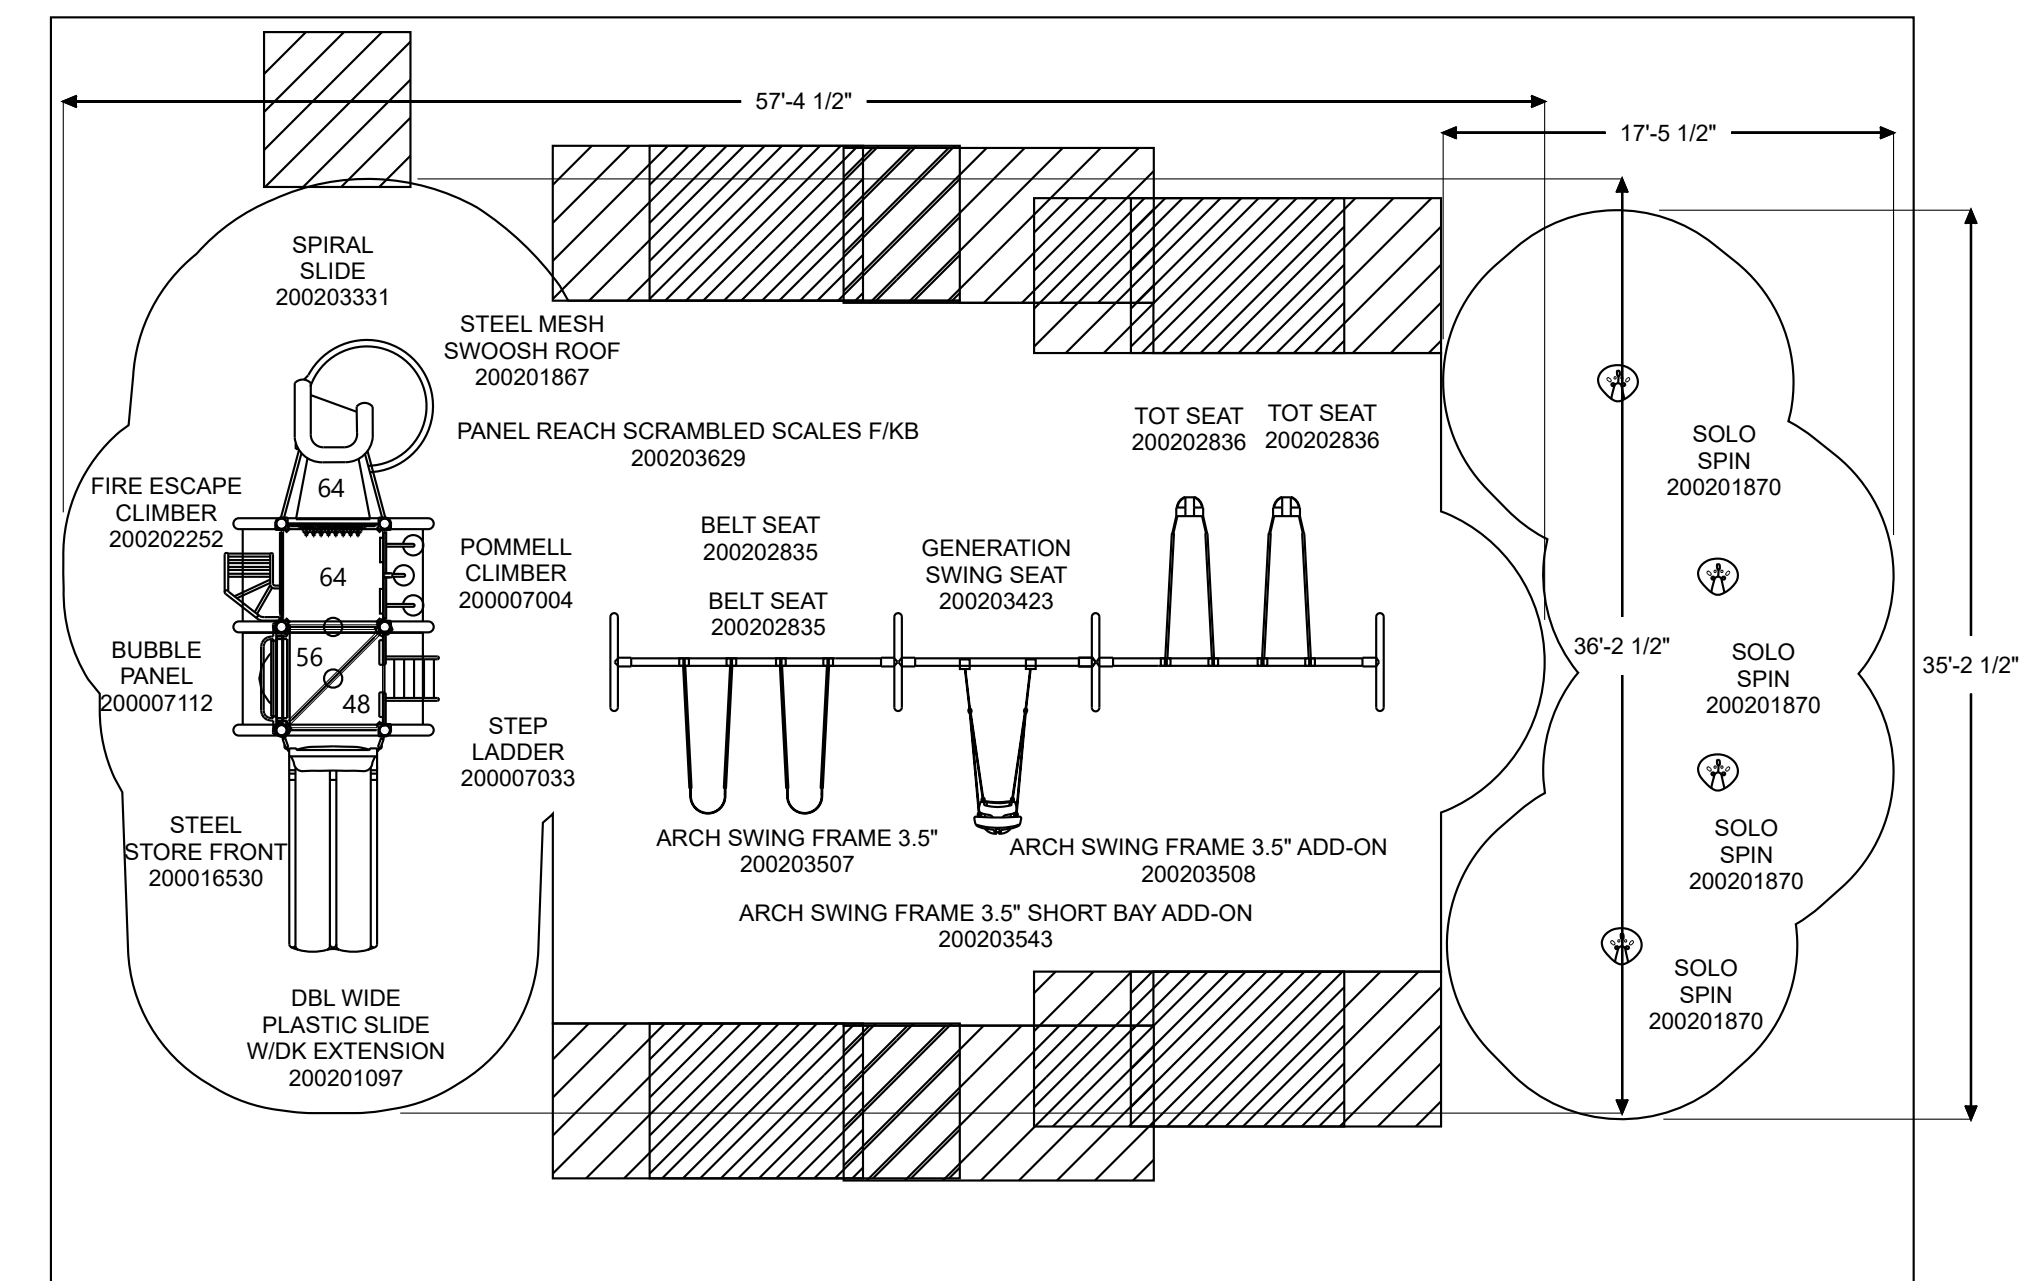 57'-4 1/2"
17'-5 1/2"
SPIRAL
SLIDE
200203331
STEEL MESH
SWOOSH ROOF
200201867
PANEL REACH SCRAMBLED SCALES F/KB
200203629
TOT SEAT
200202836
TOT SEAT
200202836
SOLO
SPIN
200201870
FIRE ESCAPE
CLIMBER
200202252
64
64
56
48
POMMELL
CLIMBER
200007004
BELT SEAT
200202835
BELT SEAT
200202835
GENERATION
SWING SEAT
200203423
BUBBLE
PANEL
200007112
36'-2 1/2"
SOLO
SPIN
200201870
35'-2 1/2"
STEP
LADDER
200007033
STEEL
STORE FRONT
200016530
ARCH SWING FRAME 3.5"
200203507
ARCH SWING FRAME 3.5" ADD-ON
200203508
SOLO
SPIN
200201870
ARCH SWING FRAME 3.5" SHORT BAY ADD-ON
200203543
SOLO
SPIN
200201870
DBL WIDE
PLASTIC SLIDE
W/DK EXTENSION
200201097